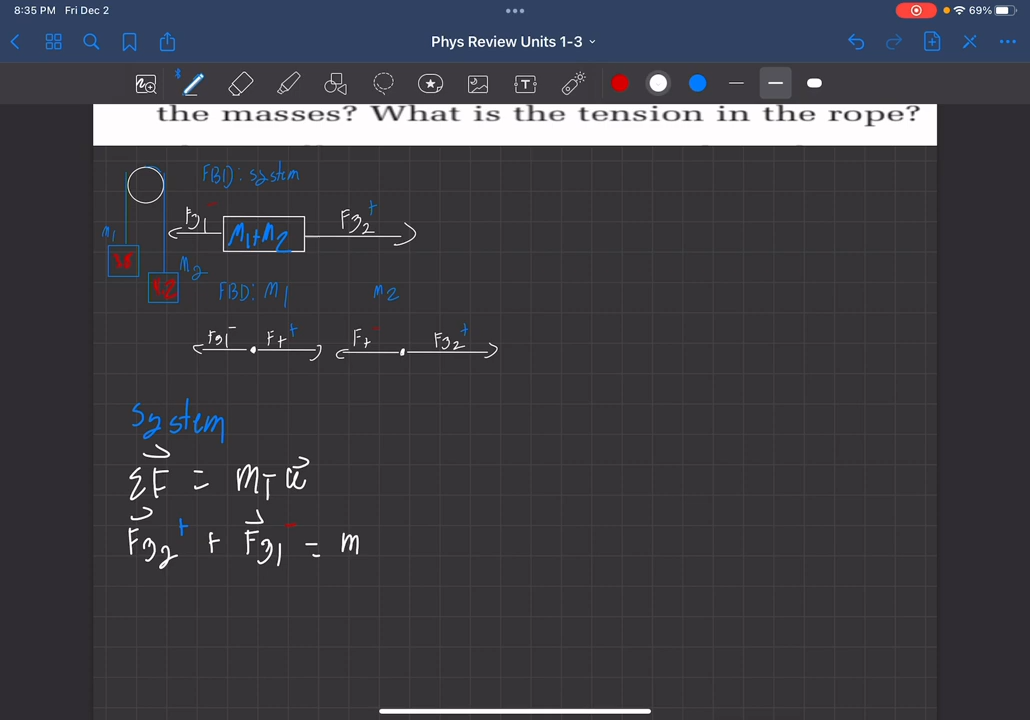 8:35 PM Fri Dec 2
69%
Phys Review Units 1-3
the masses? What is the tension in the rope?
FBD: System
Fg1 - Fg2 +
M1+M2
M1
M2
FBD: M1 M2
Fg1 - FT + FT - Fg2 +
System
ΣF = MT a
Fg2 + + Fg1 - = m